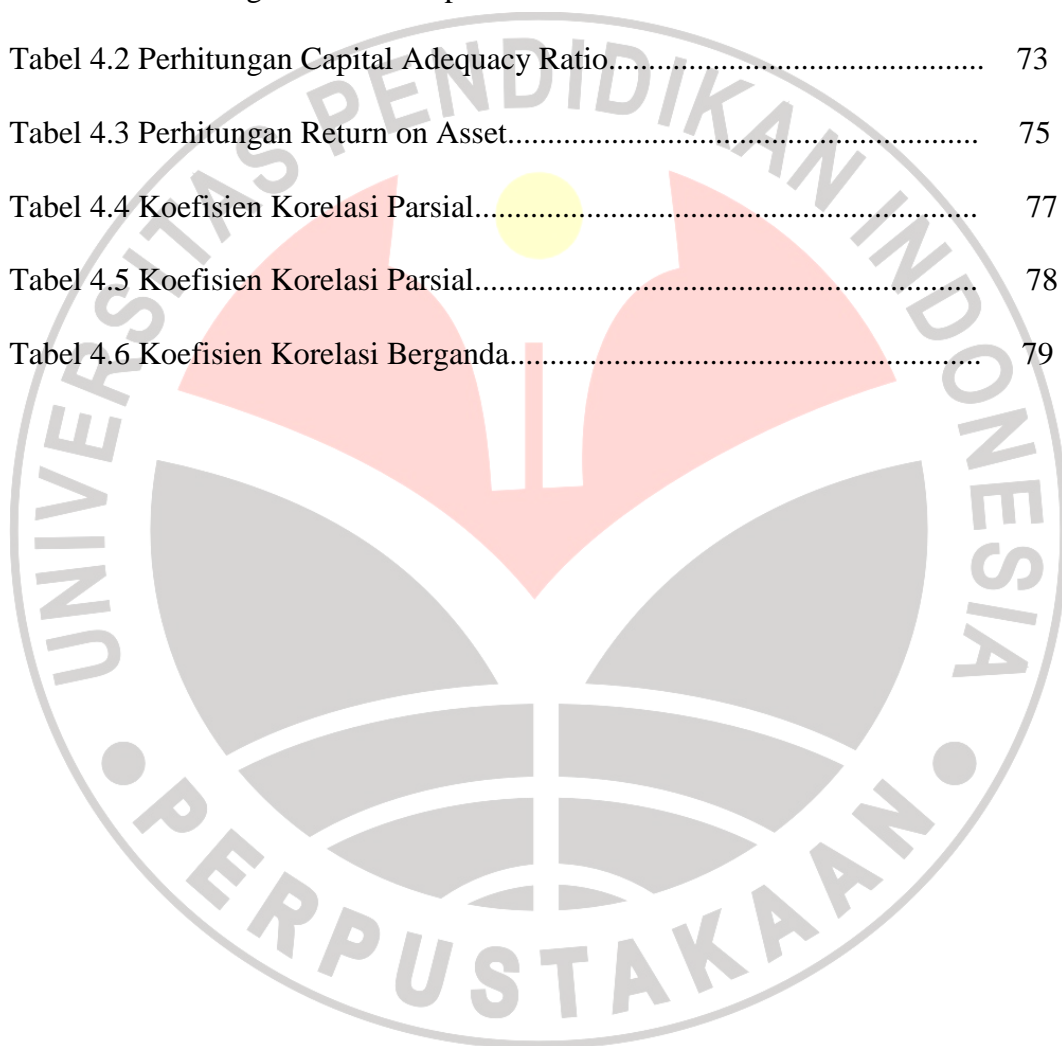 Tabel 4.2 Perhitungan Capital Adequacy Ratio............................................... 73
Tabel 4.3 Perhitungan Return on Asset........................................................... 75
Tabel 4.4 Koefisien Korelasi Parsial............................................................... 77
Tabel 4.5 Koefisien Korelasi Parsial............................................................... 78
Tabel 4.6 Koefisien Korelasi Berganda........................................................... 79
UNIVERSITAS PENDIDIKAN INDONESIA
PERPUSTAKAAN